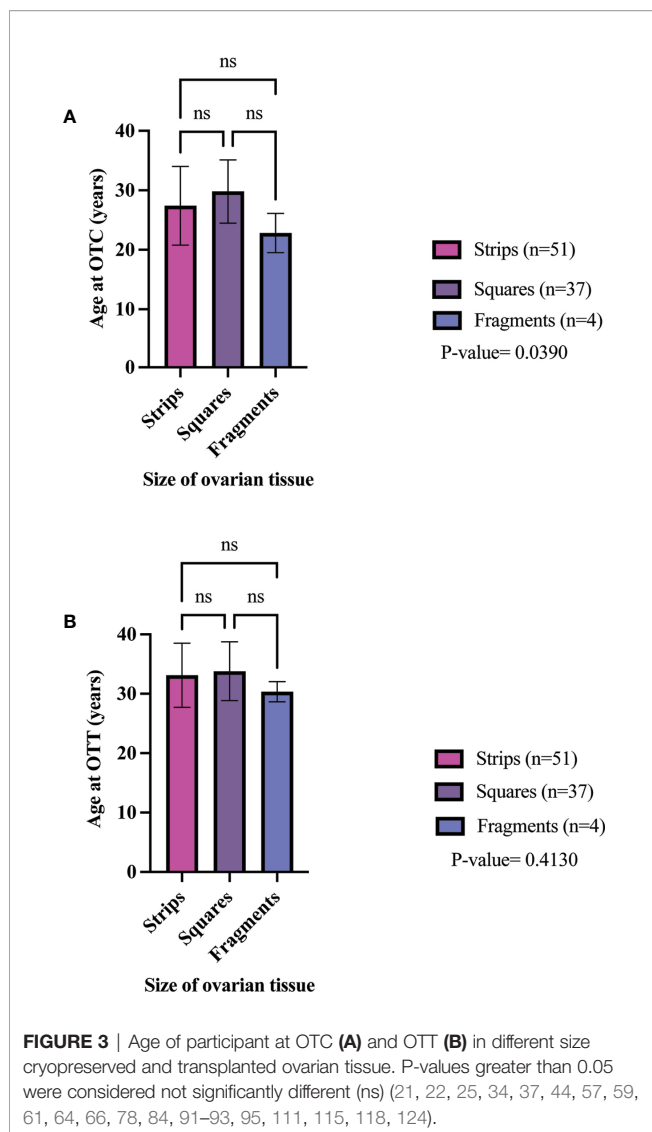 ns
A
ns
ns
40
30
20
10
0
Age at OTC (years)
Strips
Squares
Fragments
Size of ovarian tissue
Strips (n=51)
Squares (n=37)
Fragments (n=4)
P-value= 0.0390
ns
B
ns
ns
40
30
20
10
0
Age at OTT (years)
Strips
Squares
Fragments
Size of ovarian tissue
Strips (n=51)
Squares (n=37)
Fragments (n=4)
P-value= 0.4130
FIGURE 3 | Age of participant at OTC (A) and OTT (B) in different size
cryopreserved and transplanted ovarian tissue. P-values greater than 0.05
were considered not significantly different (ns) (21, 22, 25, 34, 37, 44, 57, 59,
61, 64, 66, 78, 84, 91–93, 95, 111, 115, 118, 124).